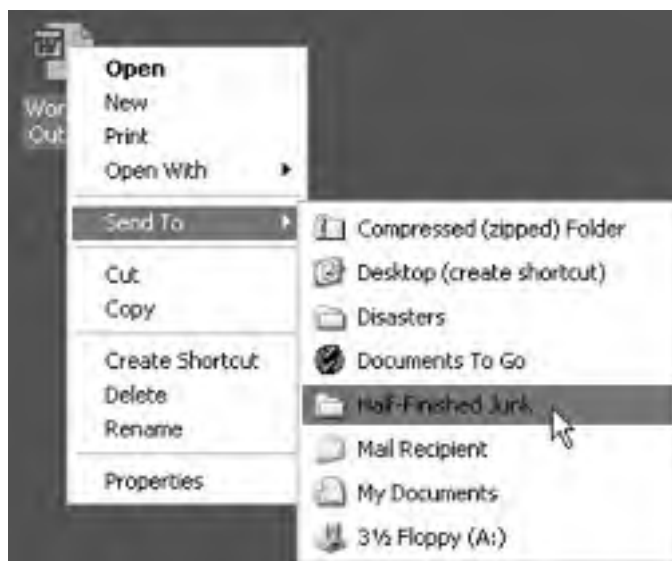 Wor
Out
Open
New
Print
Open With
Send To
Cut
Copy
Create Shortcut
Delete
Rename
Properties
Compressed (zipped) Folder
Desktop (create shortcut)
Disasters
Documents To Go
Half-Finished Junk
Mail Recipient
My Documents
3½ Floppy (A:)